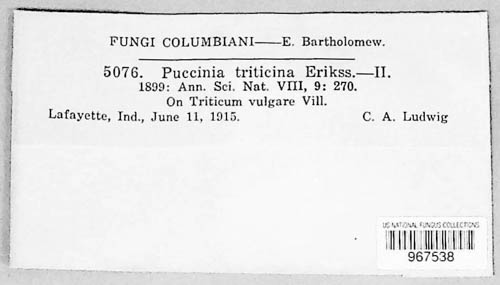 FUNGI COLUMBIANI—E. Bartholomew.
5076. Puccinia triticina Erikss.—II.
1899: Ann. Sci. Nat. VIII, 9: 270.
On Triticum vulgare Vill.
Lafayette, Ind., June 11, 1915. C. A. Ludwig
US NATIONAL FUNGUS COLLECTIONS
967538